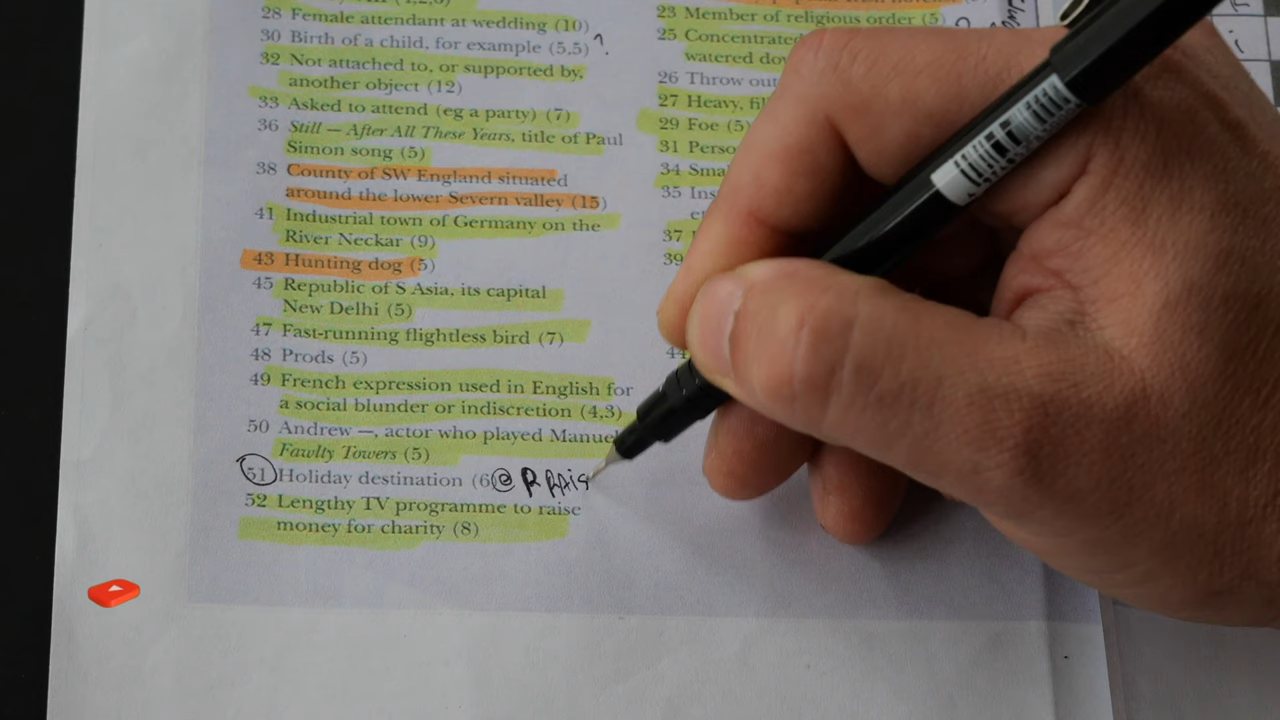 28 Female attendant at wedding (10)
30 Birth of a child, for example (5,5) ?
32 Not attached to, or supported by,
another object (12)
33 Asked to attend (eg a party) (7)
36 Still — After All These Years, title of Paul
Simon song (5)
38 County of SW England situated
around the lower Severn valley (15)
41 Industrial town of Germany on the
River Neckar (9)
43 Hunting dog (5)
45 Republic of S Asia, its capital
New Delhi (5)
47 Fast-running flightless bird (7)
48 Prods (5)
49 French expression used in English for
a social blunder or indiscretion (4,3)
50 Andrew —, actor who played Manuel
Fawlty Towers (5)
51 Holiday destination (6
52 Lengthy TV programme to raise
money for charity (8)
23 Member of religious order (5)
25 Concentrated
watered
26 Throw out
27 Heavy,
29 Foe (5)
31
34
35
37
39
44